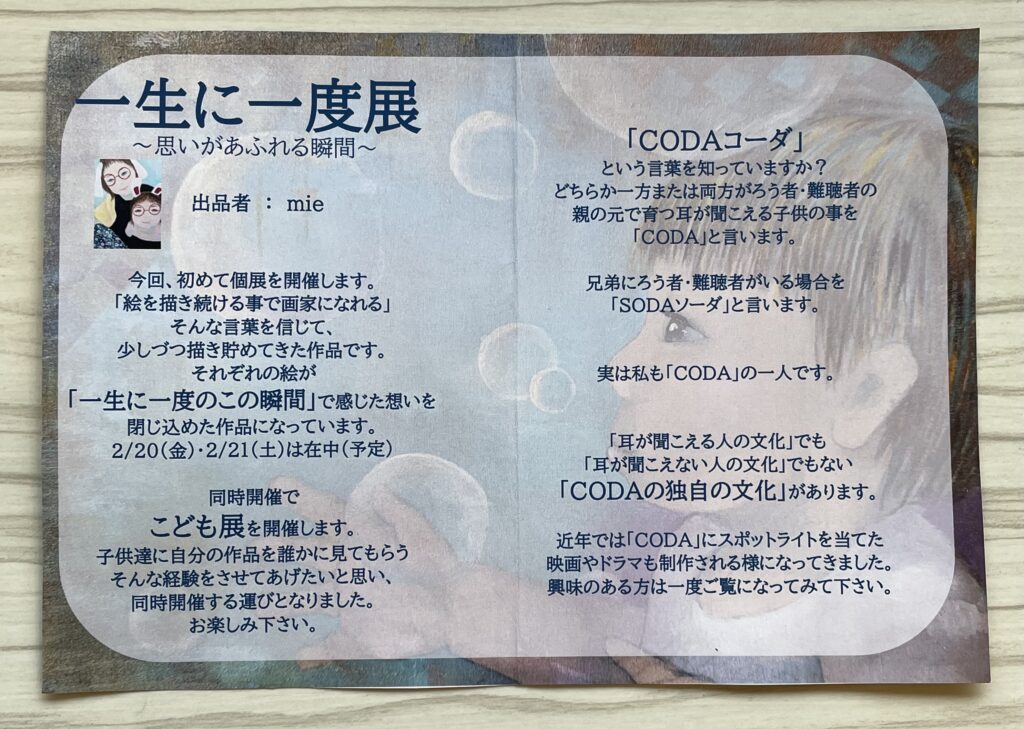 一生に一度展
～思いがあふれる瞬間～
出品者 ： mie
今回、初めて個展を開催します。
「絵を描き続ける事で画家になれる」
そんな言葉を信じて、
少しづつ描き貯めてきた作品です。
それぞれの絵が
「一生に一度のこの瞬間」で感じた想いを
閉じ込めた作品になっています。
2/20(金)・2/21(土)は在中(予定)
同時開催で
こども展を開催します。
子供達に自分の作品を誰かに見てもらう
そんな経験をさせてあげたいと思い、
同時開催する運びとなりました。
お楽しみ下さい。
「CODAコーダ」
という言葉を知っていますか？
どちらか一方または両方がろう者・難聴者の
親の元で育つ耳が聞こえる子供の事を
「CODA」と言います。
兄弟にろう者・難聴者がいる場合を
「SODAソーダ」と言います。
実は私も「CODA」の一人です。
「耳が聞こえる人の文化」でも
「耳が聞こえない人の文化」でもない
「CODAの独自の文化」があります。
近年では「CODA」にスポットライトを当てた
映画やドラマも制作される様になってきました。
興味のある方は一度ご覧になってみて下さい。